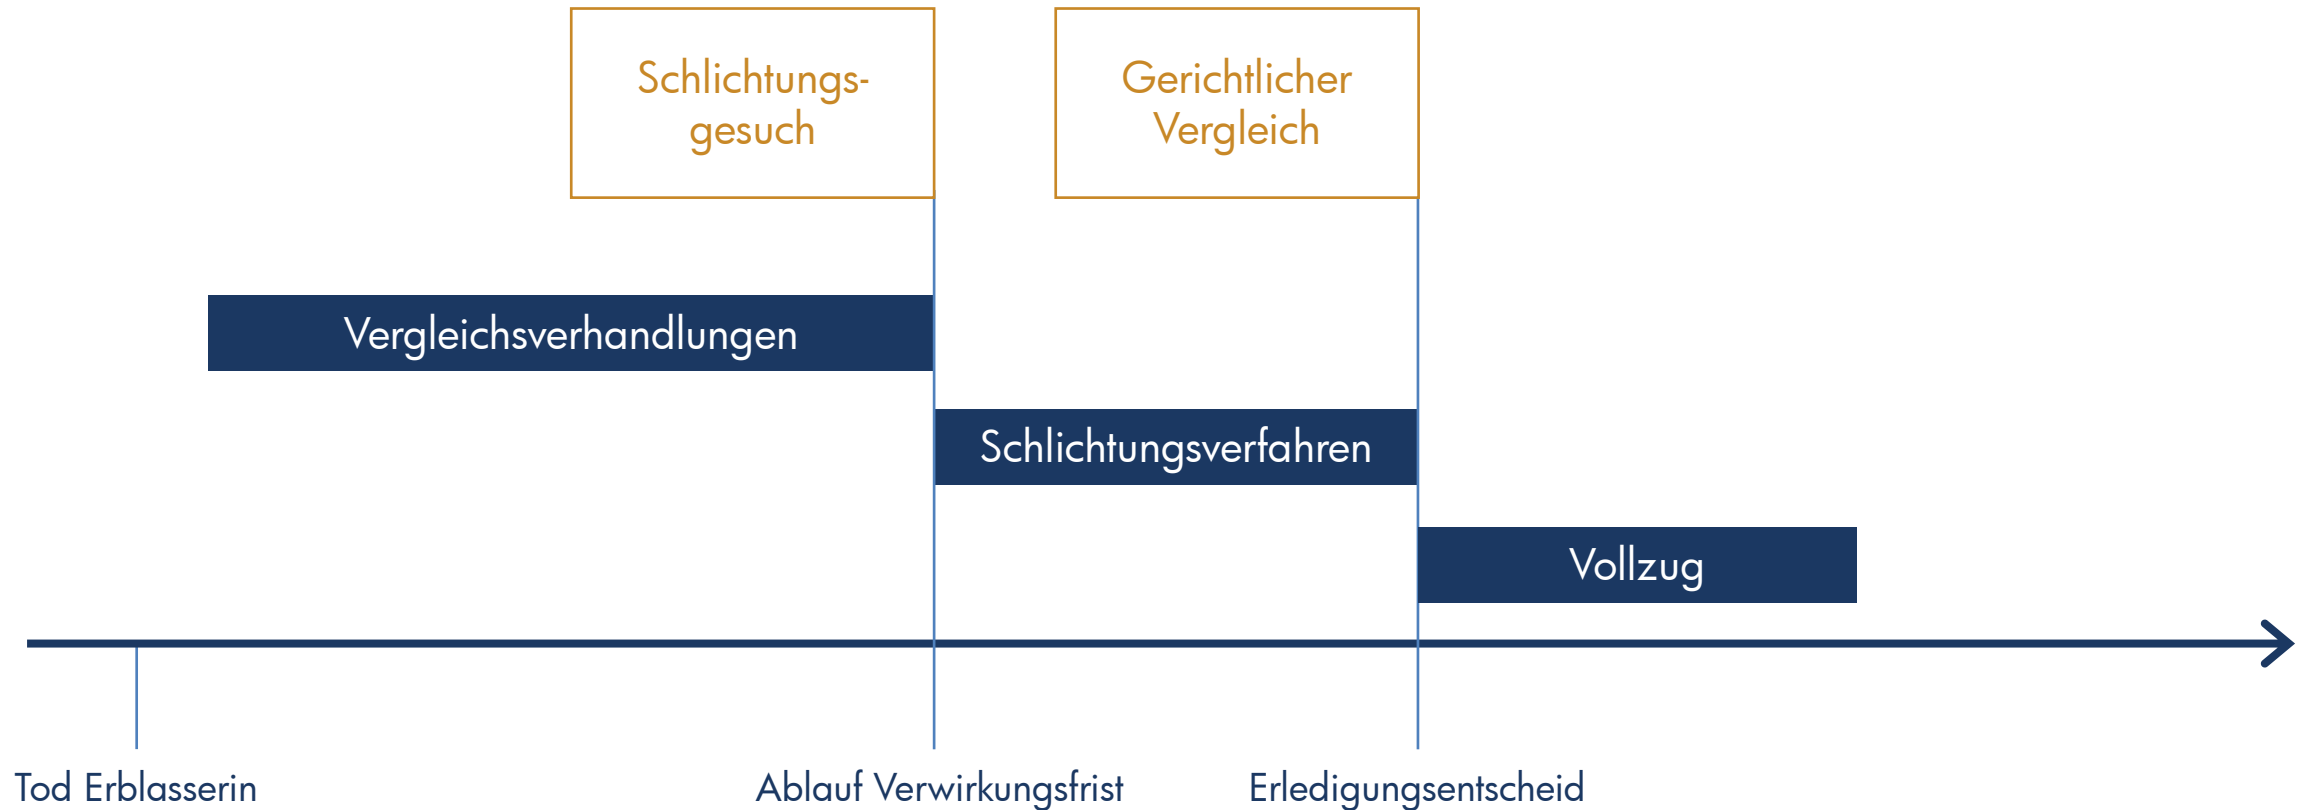 Schlichtungs-
gesuch
Gerichtlicher
Vergleich
Vergleichsverhandlungen
Schlichtungsverfahren
Vollzug
Tod Erblasserin
Ablauf Verwirkungsfrist
Erledigungsentscheid